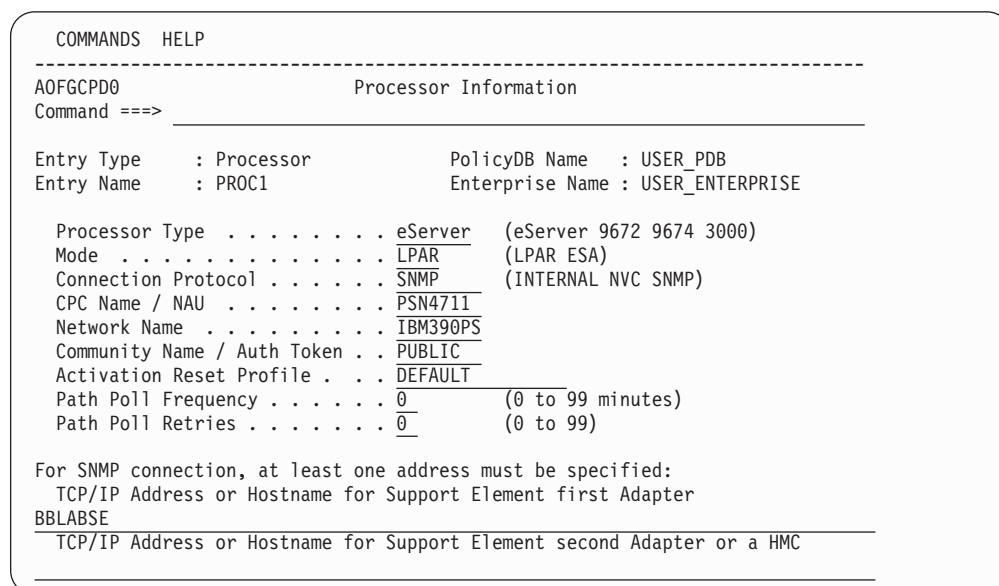 COMMANDS HELP
-------------------------------------------------------------------------------
AOFGCPD0 Processor Information
Command ===>
Entry Type : Processor PolicyDB Name : USER_PDB
Entry Name : PROC1 Enterprise Name : USER_ENTERPRISE
Processor Type . . . . . . . . eServer (eServer 9672 9674 3000)
Mode . . . . . . . . . . . . . LPAR (LPAR ESA)
Connection Protocol . . . . . . SNMP (INTERNAL NVC SNMP)
CPC Name / NAU . . . . . . . . PSN4711
Network Name . . . . . . . . . IBM390PS
Community Name / Auth Token . . PUBLIC
Activation Reset Profile . . . DEFAULT
Path Poll Frequency . . . . . . 0 (0 to 99 minutes)
Path Poll Retries . . . . . . . 0 (0 to 99)
For SNMP connection, at least one address must be specified:
TCP/IP Address or Hostname for Support Element first Adapter
BBLABSE
TCP/IP Address or Hostname for Support Element second Adapter or a HMC